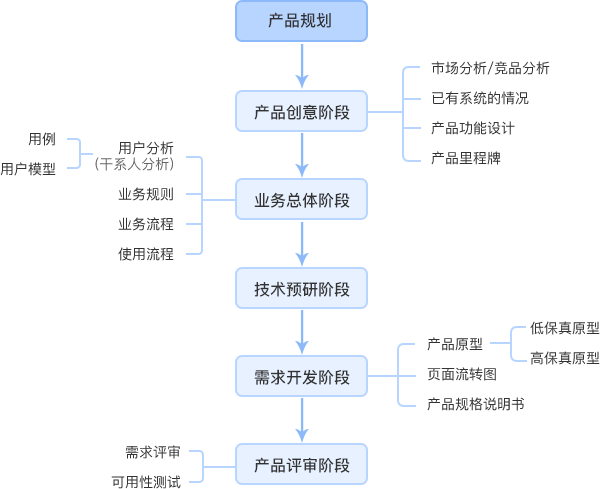 产品规划
产品创意阶段
市场分析/竞品分析
已有系统的情况
产品功能设计
产品里程牌
用例
用户模型
用户分析
(干系人分析)
业务规则
业务流程
使用流程
业务总体阶段
技术预研阶段
需求开发阶段
产品原型
低保真原型
高保真原型
页面流转图
产品规格说明书
产品评审阶段
需求评审
可用性测试